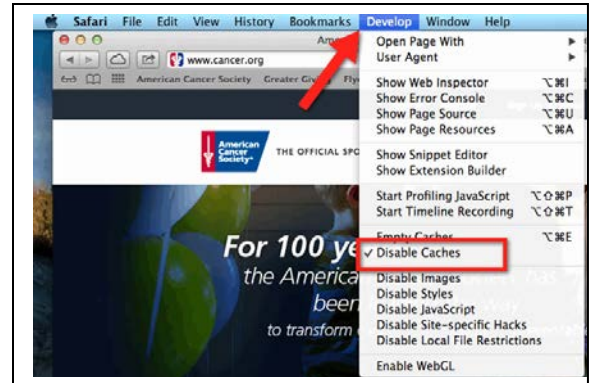 Safari File Edit View History Bookmarks Develop Window Help
www.cancer.org
American Cancer Society Greater Giving
Open Page With
User Agent
Show Web Inspector ⌥⌘I
Show Error Console ⌥⌘C
Show Page Source ⌥⌘U
Show Page Resources ⌥⌘A
Show Snippet Editor
Show Extension Builder
Start Profiling JavaScript ⌥⇧⌘P
Start Timeline Recording ⌥⇧⌘T
Empty Caches ⌥⌘E
✓ Disable Caches
Disable Images
Disable Styles
Disable JavaScript
Disable Site-specific Hacks
Disable Local File Restrictions
Enable WebGL
American
Cancer
Society
THE OFFICIAL SPO
For 100 ye
the America has
been way
to transform